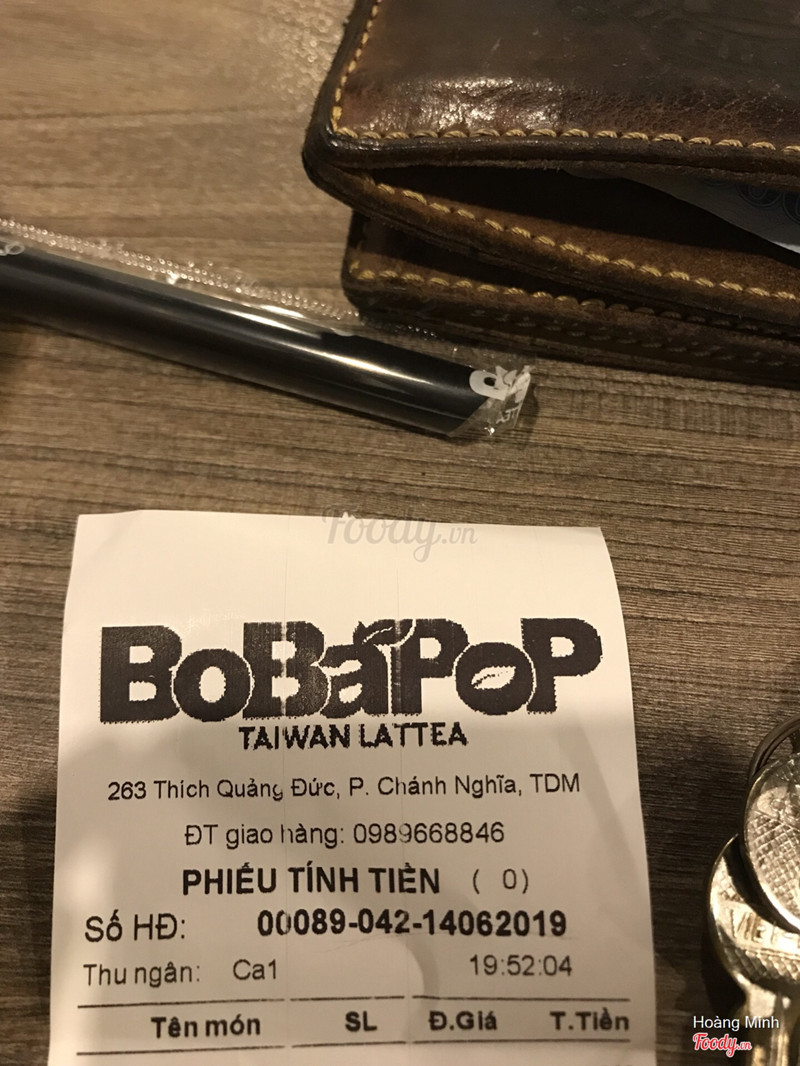 Foody.vn
BoBaPoP
TAIWAN LATTEA
263 Thích Quảng Đức, P. Chánh Nghĩa, TDM
ĐT giao hàng: 0989668846
PHIẾU TÍNH TIỀN ( 0)
Số HĐ: 00089-042-14062019
Thu ngân: Ca1 19:52:04
Tên món SL Đ.Giá T.Tiền
Hoàng Minh
Foody.vn